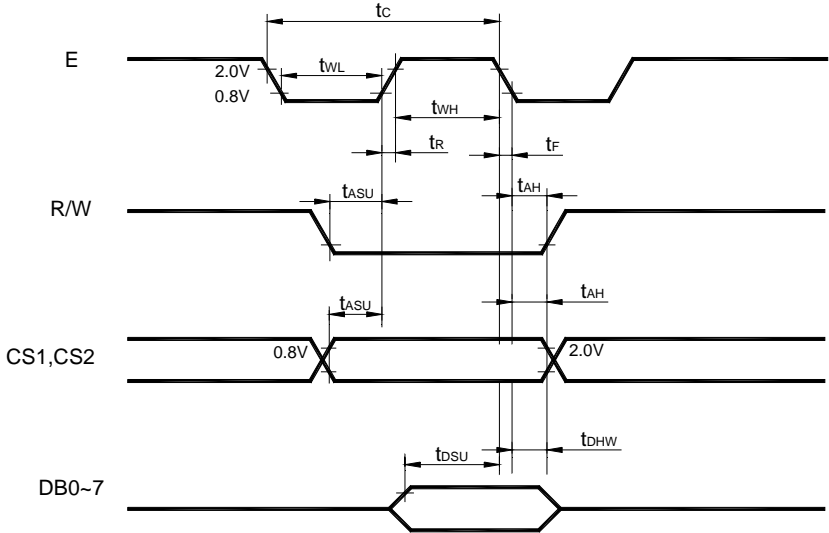 tC
E
2.0V
tWL
0.8V
tWH
tR
tF
tASU
tAH
R/W
tASU
tAH
0.8V
2.0V
CS1,CS2
tDSU
tDHW
DB0~7